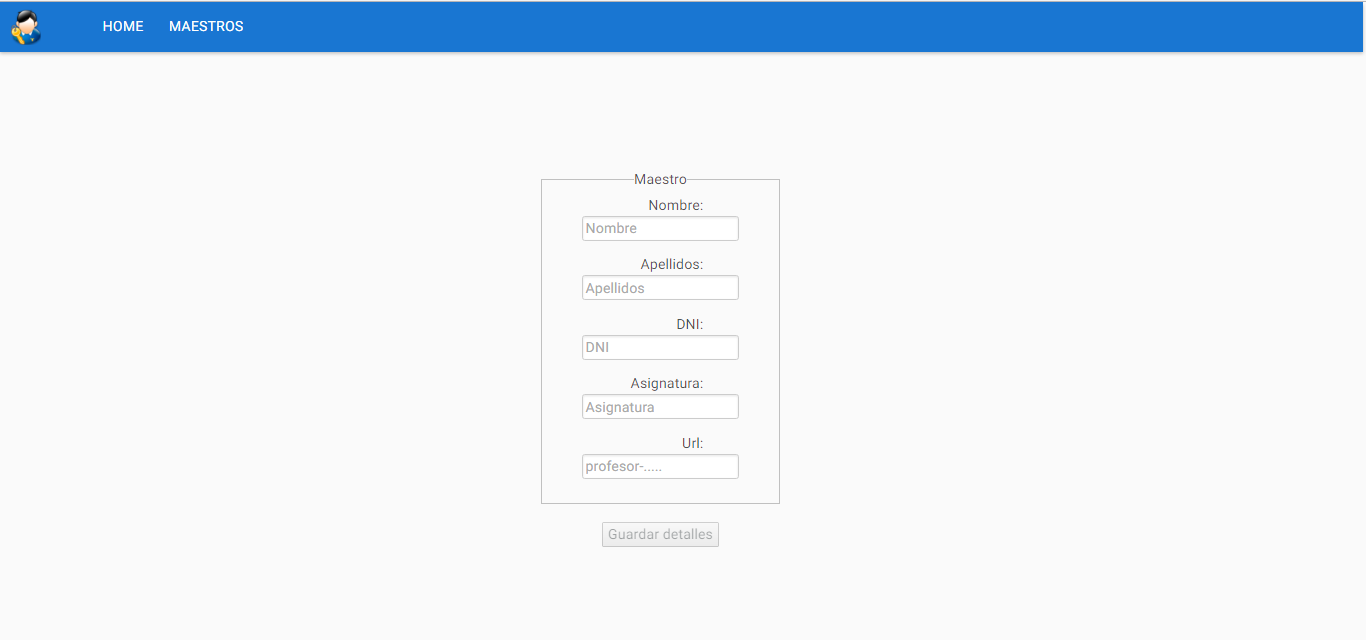 HOME MAESTROS
Maestro
Nombre:
Nombre
Apellidos:
Apellidos
DNI:
DNI
Asignatura:
Asignatura
Url:
profesor-.....
Guardar detalles